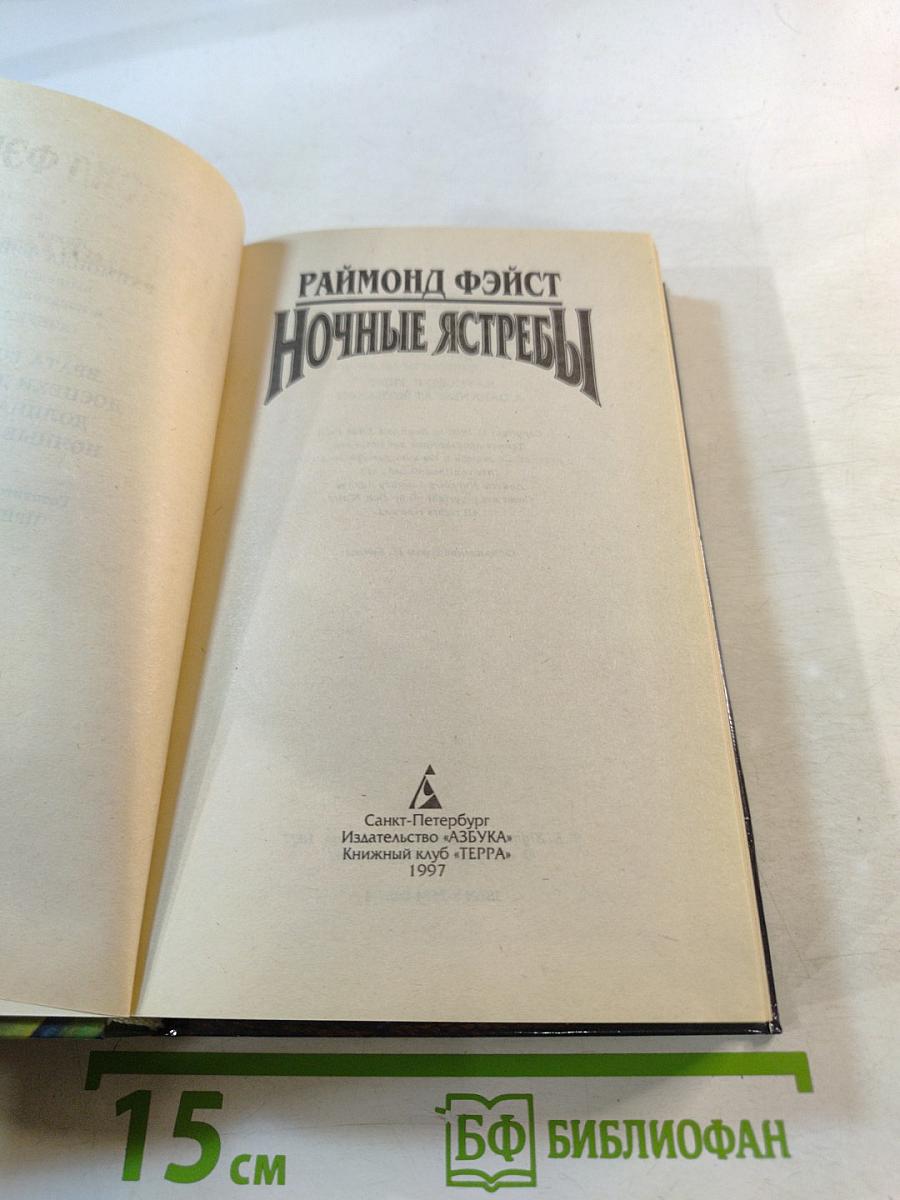 РАЙМОНД ФЭЙСТ
НОЧНЫЕ ЯСТРЕБЫ
Санкт-Петербург
Издательство «АЗБУКА»
Книжный клуб «ТЕРРА»
1997
15 см
БФ БИБЛИОФАН